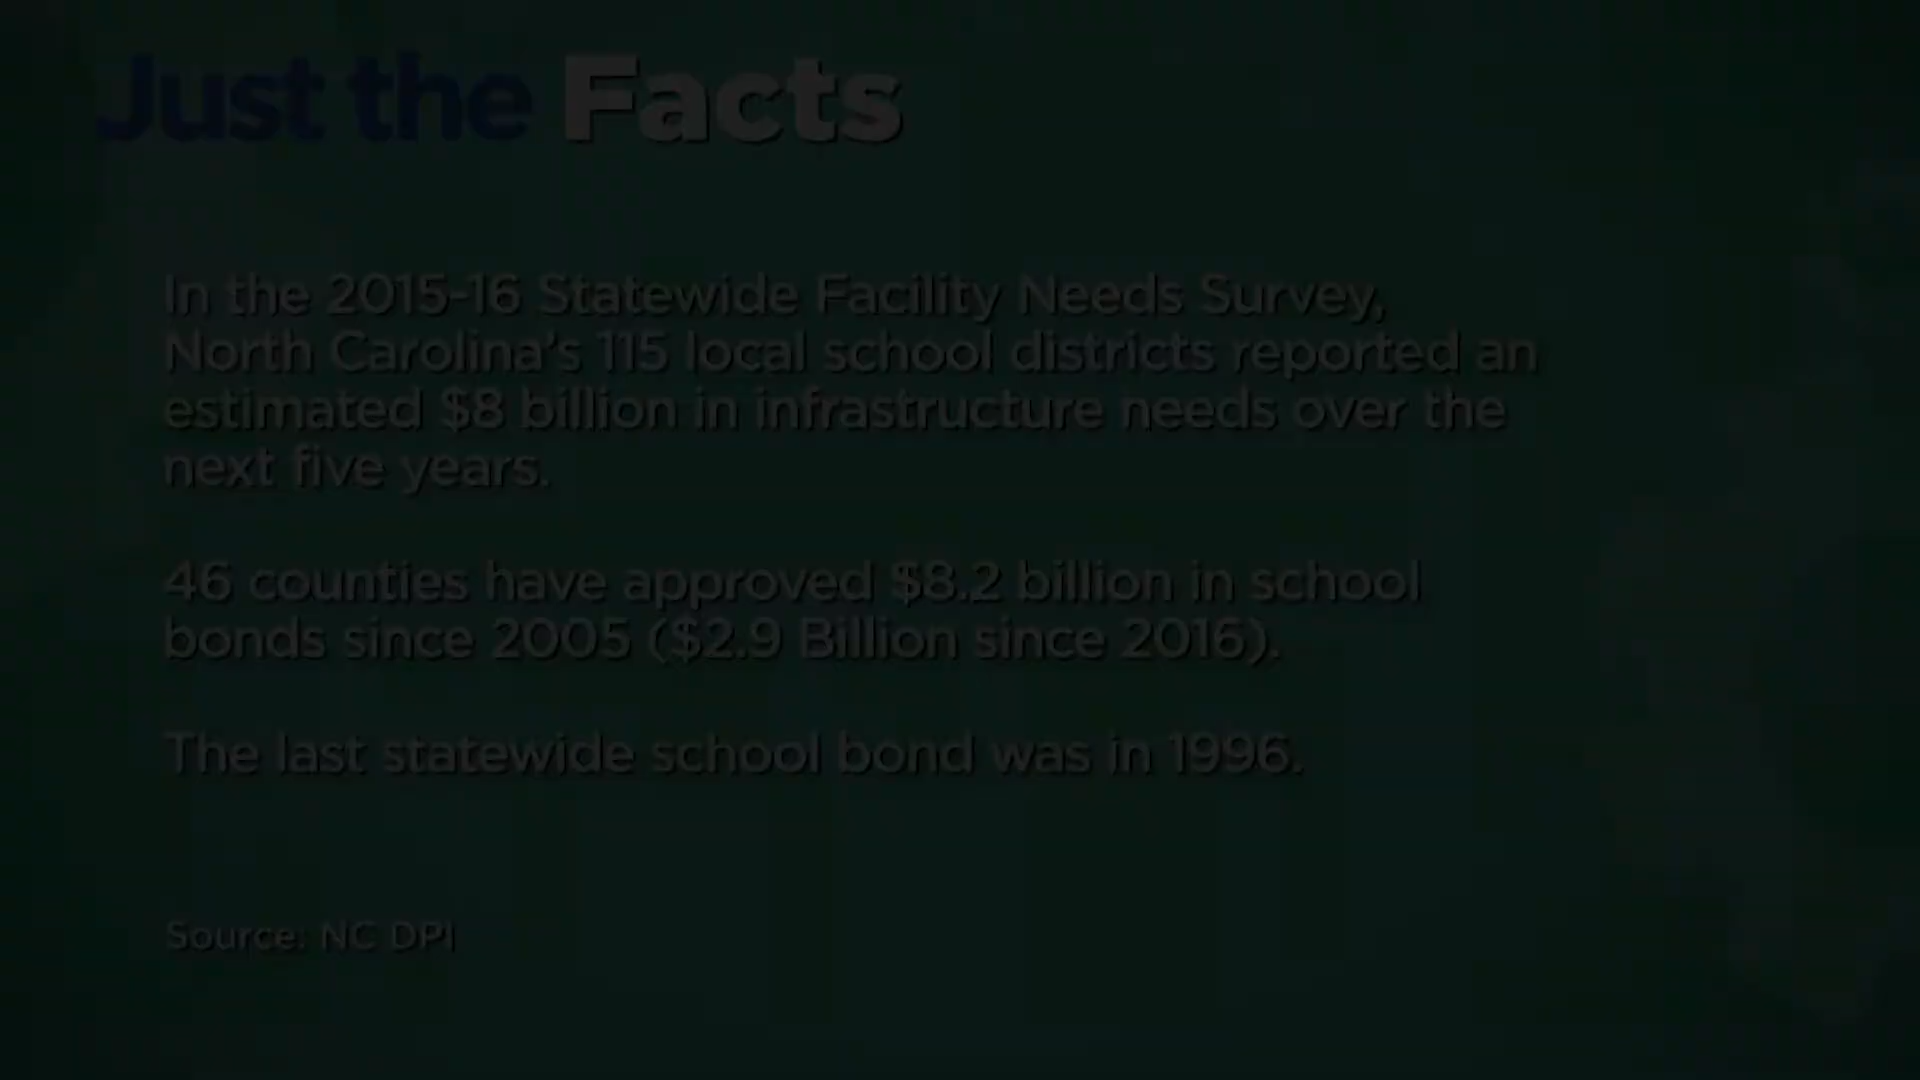 Just the Facts
In the 2015-16 Statewide Facility Needs Survey,
North Carolina's 115 local school districts reported an
estimated $8 billion in infrastructure needs over the
next five years.
46 counties have approved $8.2 billion in school
bonds since 2005 ($2.9 Billion since 2016).
The last statewide school bond was in 1996.
Source: NC DPI